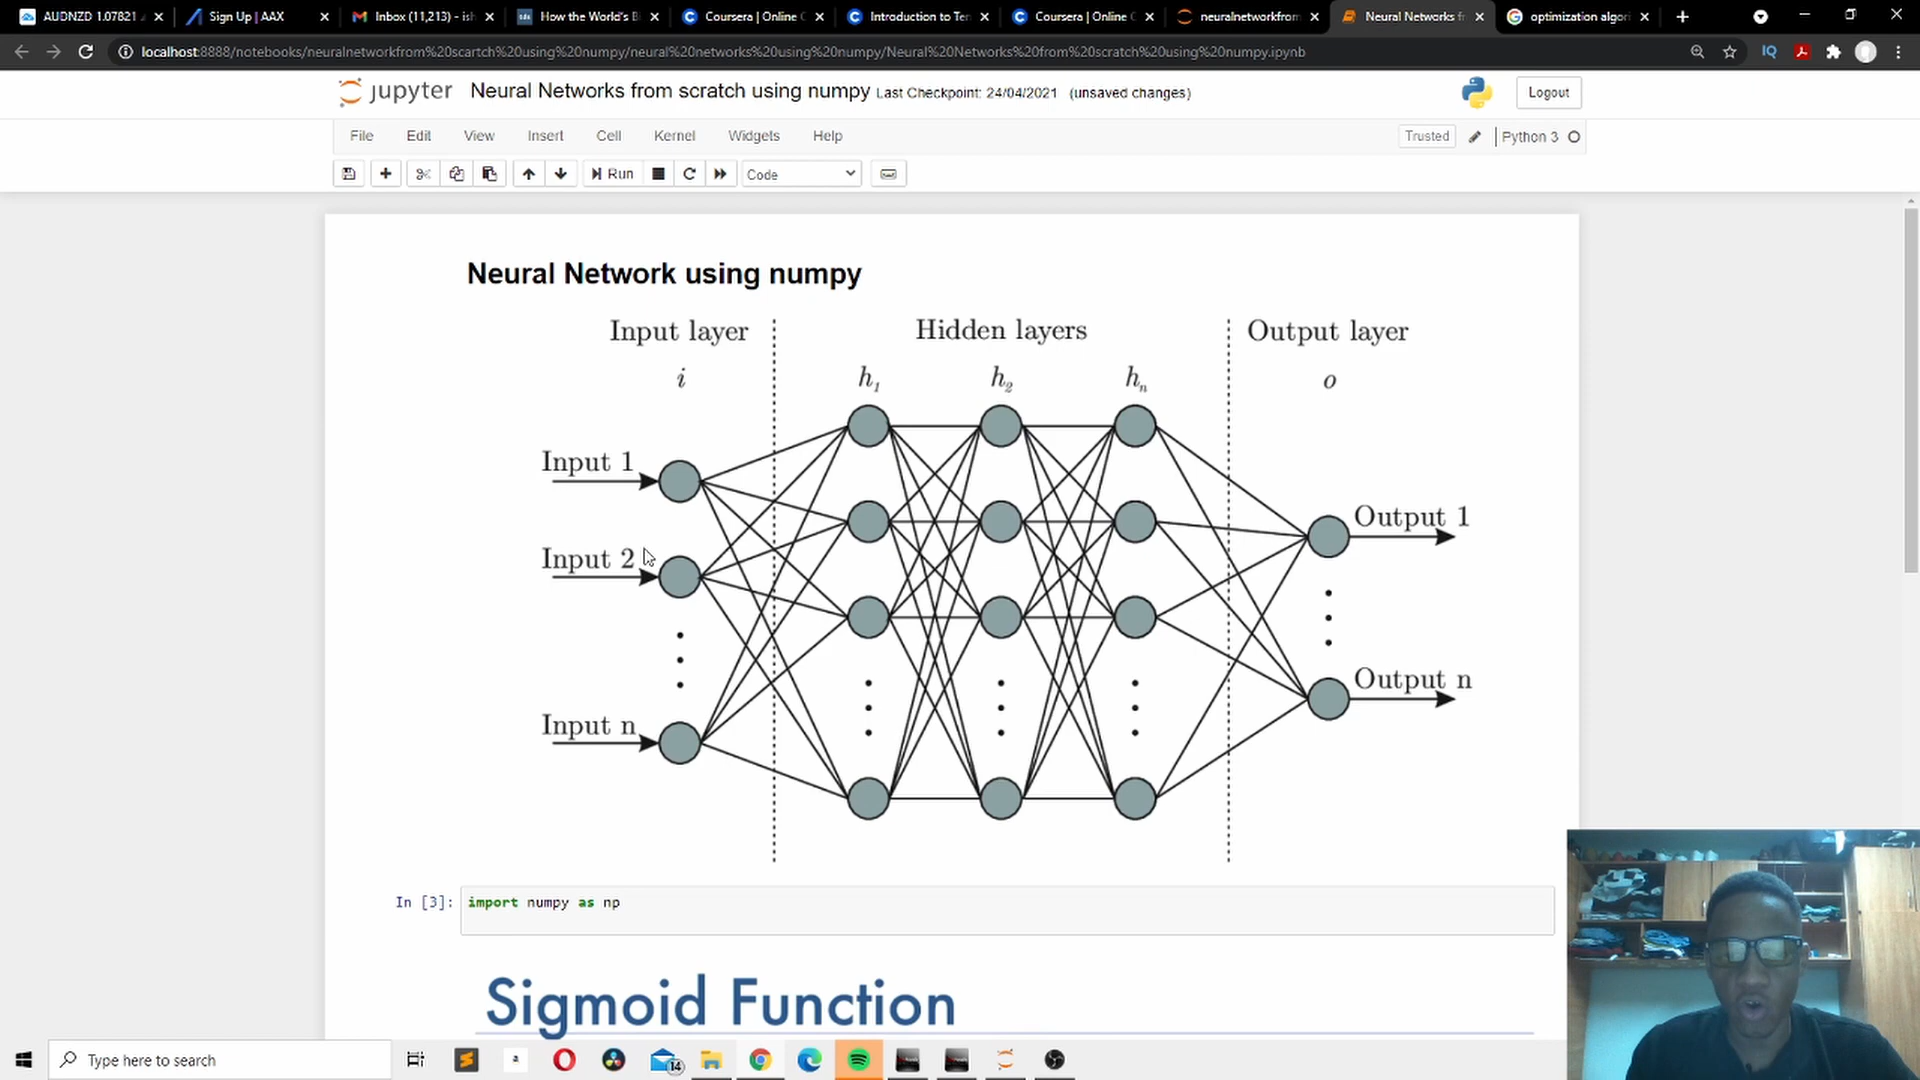 AUDNZD 1.07821
Sign Up | AAX
Inbox (11,213) - is
How the World's B
Coursera | Online C
Introduction to Ten
Coursera | Online C
neuralnetworkfrom
Neural Networks fr
optimization algori
localhost:8888/notebooks/neuralnetworkfrom%20scartch%20using%20numpy/neural%20networks%20using%20numpy/Neural%20Networks%20from%20scratch%20using%20numpy.ipynb
IQ
jupyter Neural Networks from scratch using numpy Last Checkpoint: 24/04/2021 (unsaved changes)
Logout
File Edit View Insert Cell Kernel Widgets Help
Trusted Python 3
Run Code
Neural Network using numpy
Input layer Hidden layers Output layer
i h1 h2 hn o
Input 1
Output 1
Input 2
Output n
Input n
In [3]: import numpy as np
Sigmoid Function
Type here to search
a
14